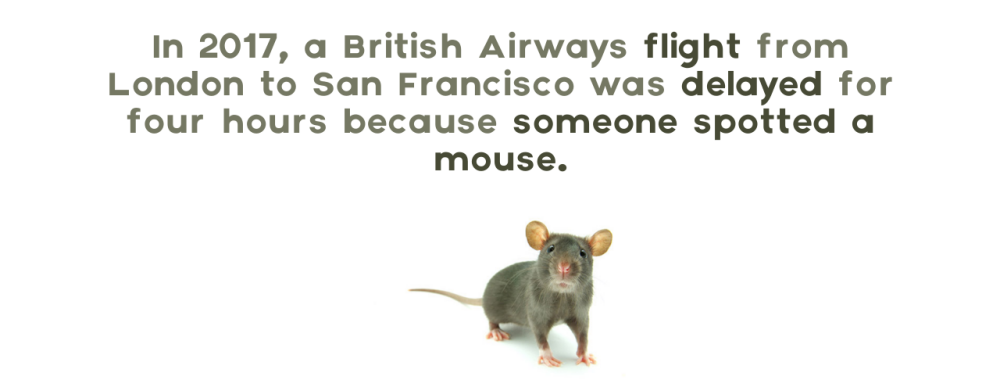 In 2017, a British Airways flight from
London to San Francisco was delayed for
four hours because someone spotted a
mouse.